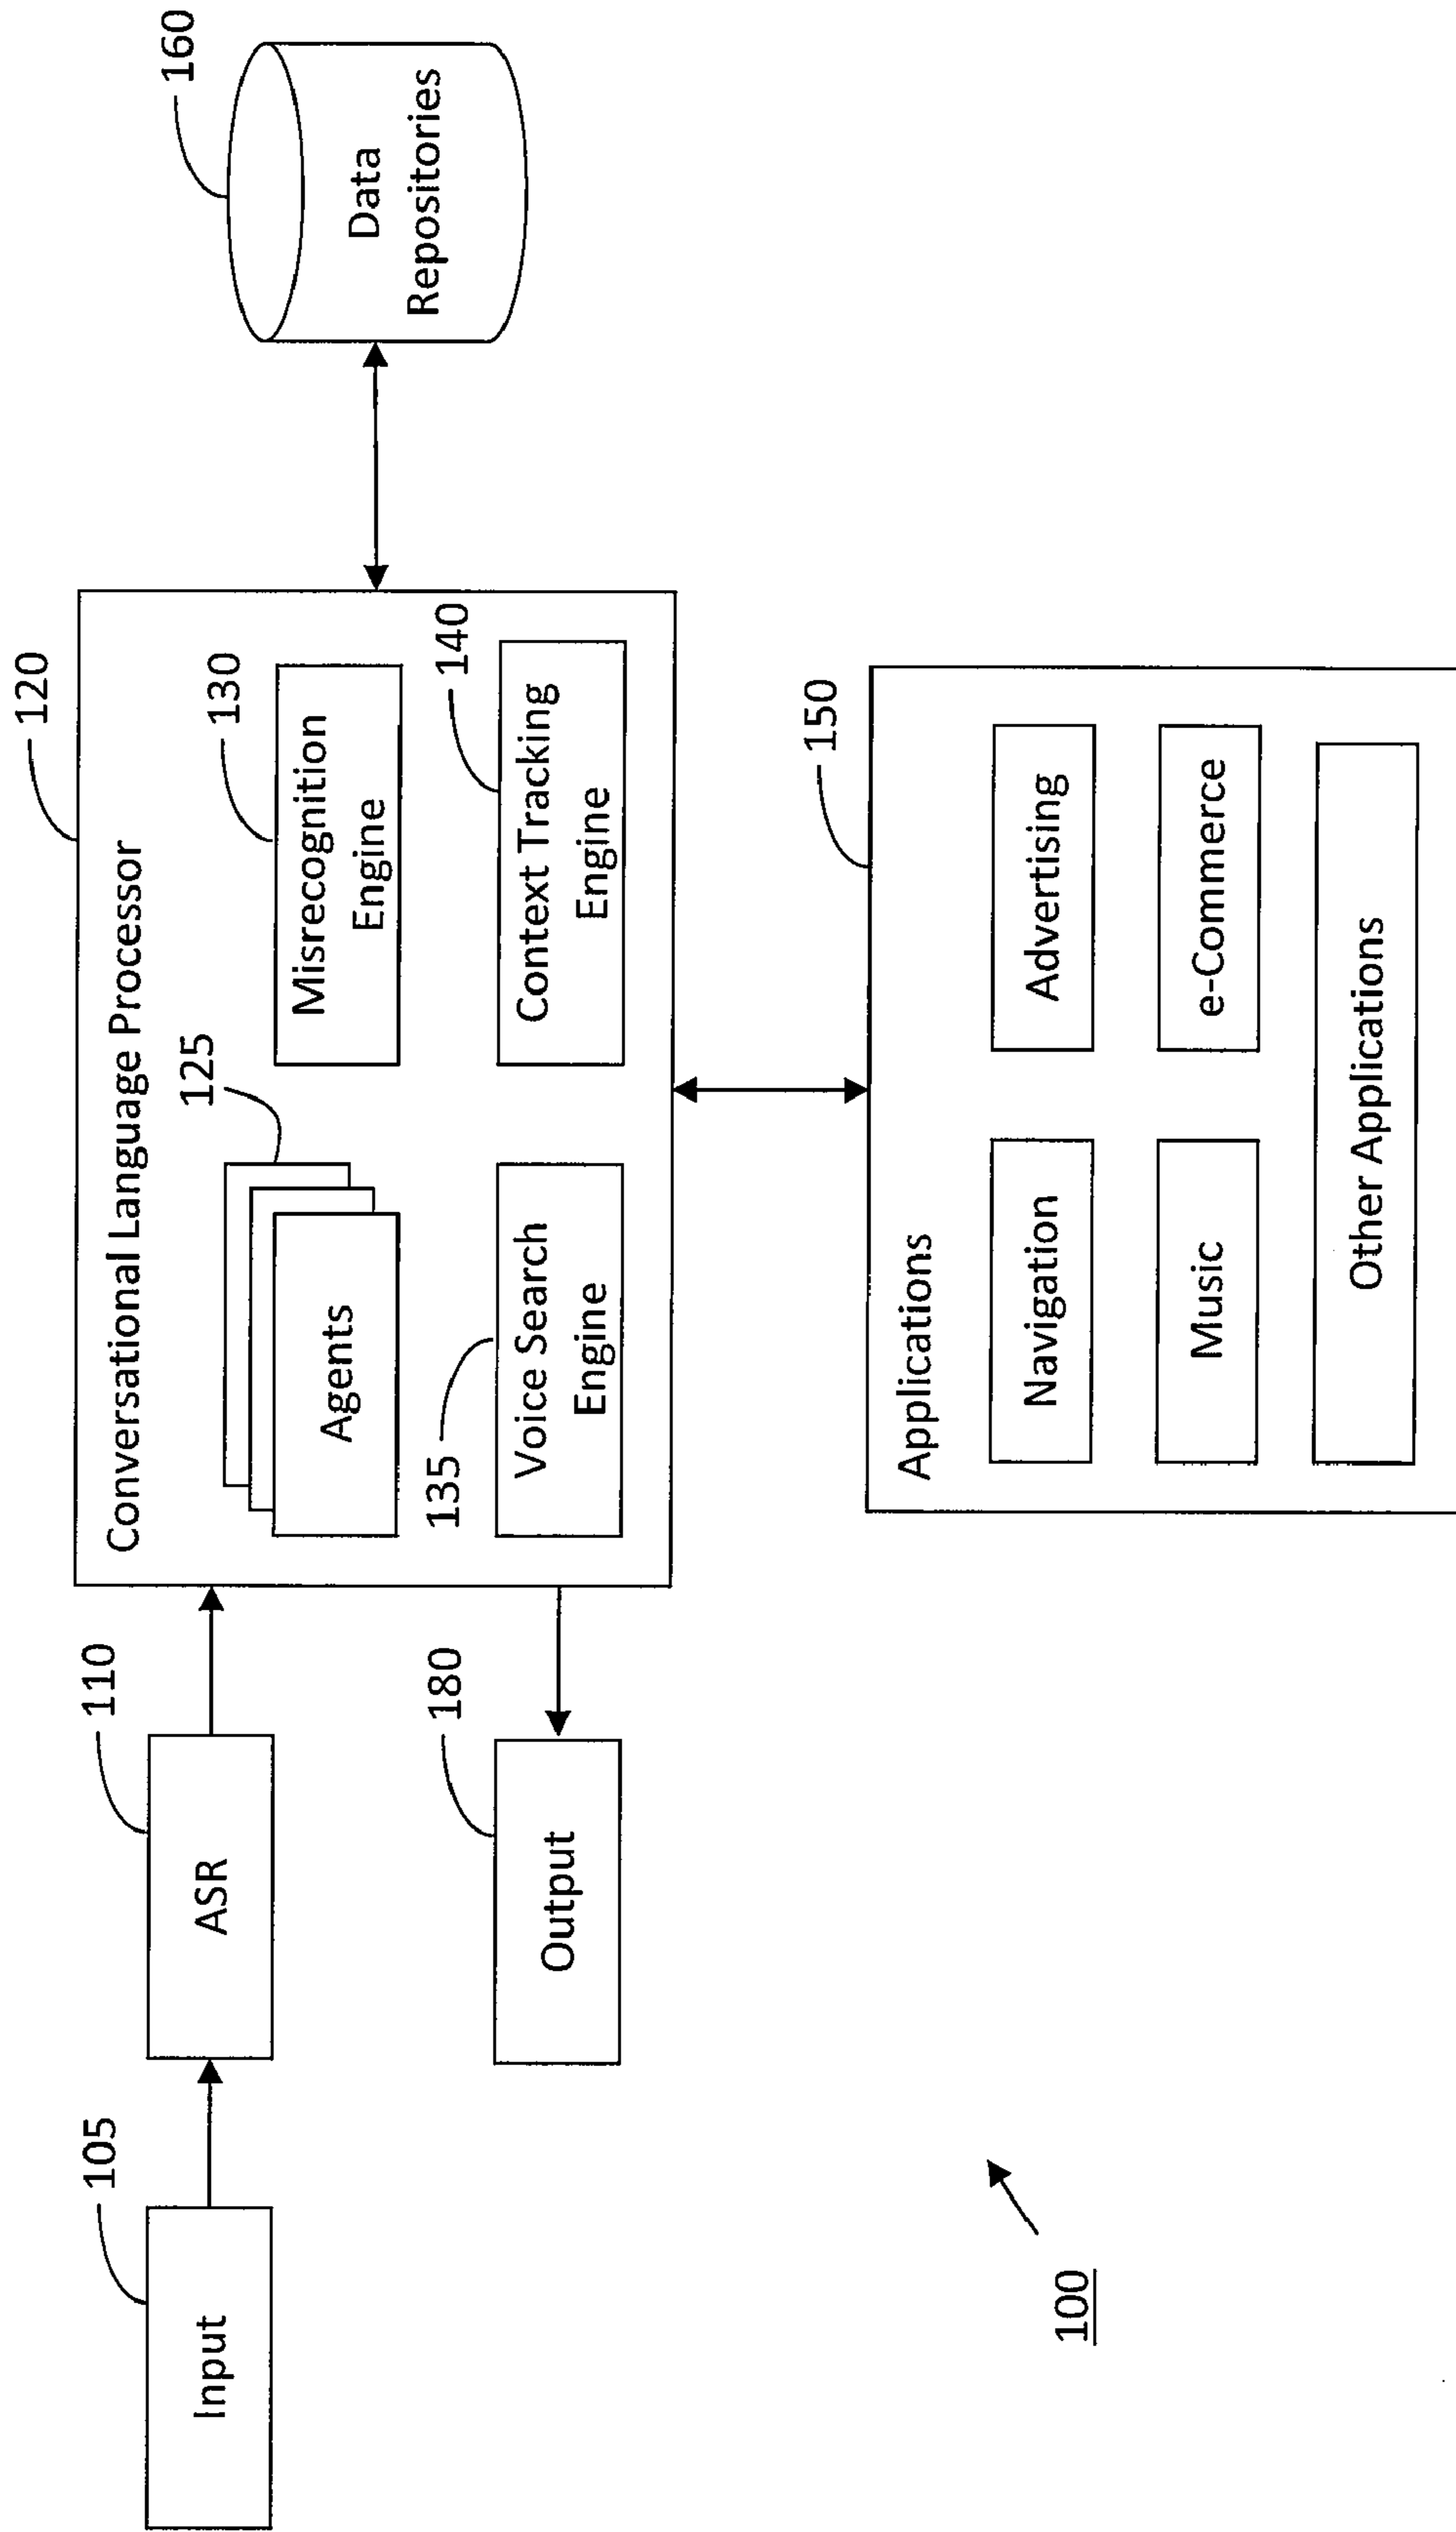 105
Input
110
ASR
120
Conversational Language Processor
125
Agents
130
Misrecognition
Engine
135
Voice Search
Engine
140
Context Tracking
Engine
160
Data
Repositories
180
Output
150
Applications
Navigation
Advertising
Music
e-Commerce
Other Applications
100